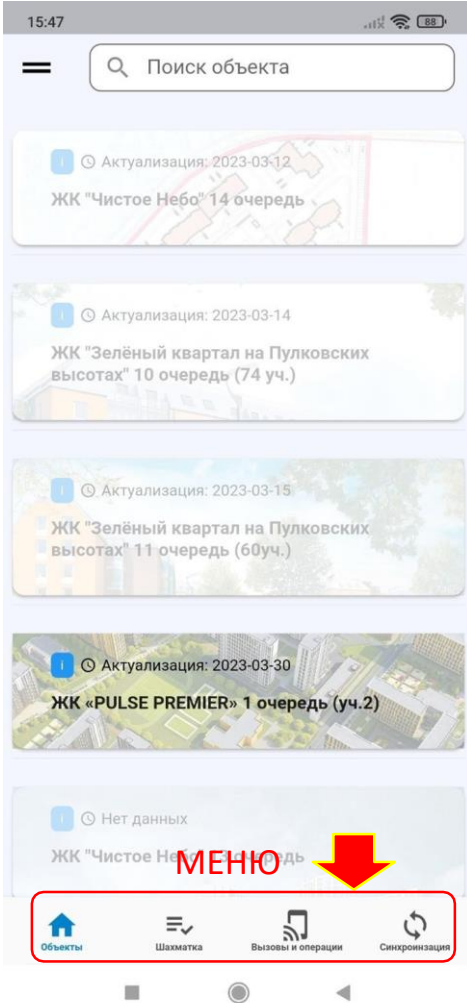 15:47
88
Поиск объекта
i Актуализация: 2023-03-12
ЖК "Чистое Небо" 14 очередь
i Актуализация: 2023-03-14
ЖК "Зелёный квартал на Пулковских
высотах" 10 очередь (74 уч.)
i Актуализация: 2023-03-15
ЖК "Зелёный квартал на Пулковских
высотах" 11 очередь (60уч.)
i Актуализация: 2023-03-30
ЖК «PULSE PREMIER» 1 очередь (уч.2)
i Нет данных
ЖК "Чистое Небо" 13 очередь
МЕНЮ
Объекты Шахматка Вызовы и операции Синхронизация